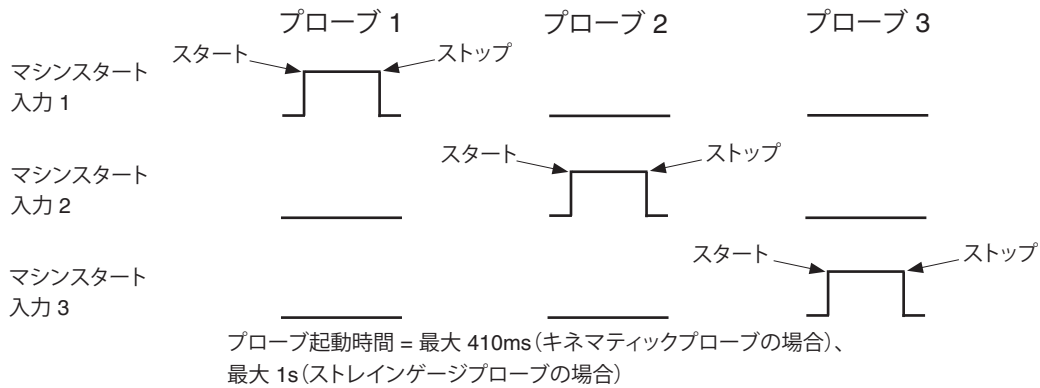 プローブ 1
プローブ 2
プローブ 3
スタート
ストップ
マシンスタート
入力 1
スタート
ストップ
マシンスタート
入力 2
スタート
ストップ
マシンスタート
入力 3
プローブ起動時間 = 最大 410ms（キネマティックプローブの場合）、
最大 1s（ストレインゲージプローブの場合）